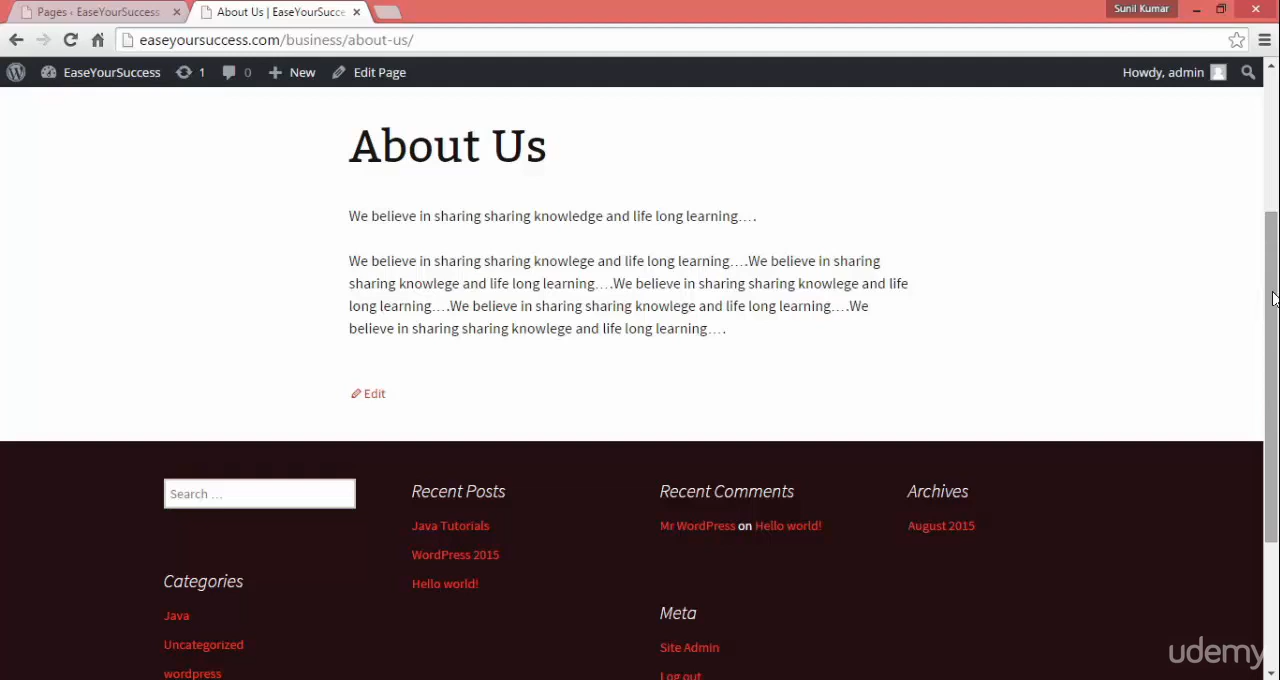 Pages ‹ EaseYourSuccess
About Us | EaseYourSucce
Sunil Kumar
easeyoursuccess.com/business/about-us/
EaseYourSuccess 1 0 New Edit Page Howdy, admin
About Us
We believe in sharing sharing knowledge and life long learning….
We believe in sharing sharing knowlege and life long learning….We believe in sharing
sharing knowlege and life long learning….We believe in sharing sharing knowlege and life
long learning….We believe in sharing sharing knowlege and life long learning….We
believe in sharing sharing knowlege and life long learning….
Edit
Search …
Categories
Java
Uncategorized
wordpress
Recent Posts
Java Tutorials
WordPress 2015
Hello world!
Recent Comments
Mr WordPress on Hello world!
Meta
Site Admin
Log out
Archives
August 2015
udemy